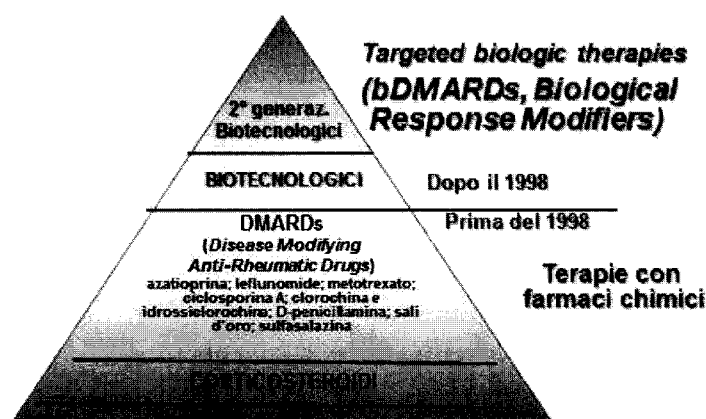 Targeted biologic therapies
(bDMARDs, Biological
Response Modifiers)
2° generaz.
Biotecnologici
BIOTECNOLOGICI
Dopo il 1998
Prima del 1998
DMARDs
(Disease Modifying
Anti-Rheumatic Drugs)
azatioprina; leflunomide; metotrexato;
ciclosporina A; clorochina e
idrossiclorochina; D-penicillamina; sali
d'oro; sulfasalazina
Terapie con
farmaci chimici
CORTICOSTEROIDI